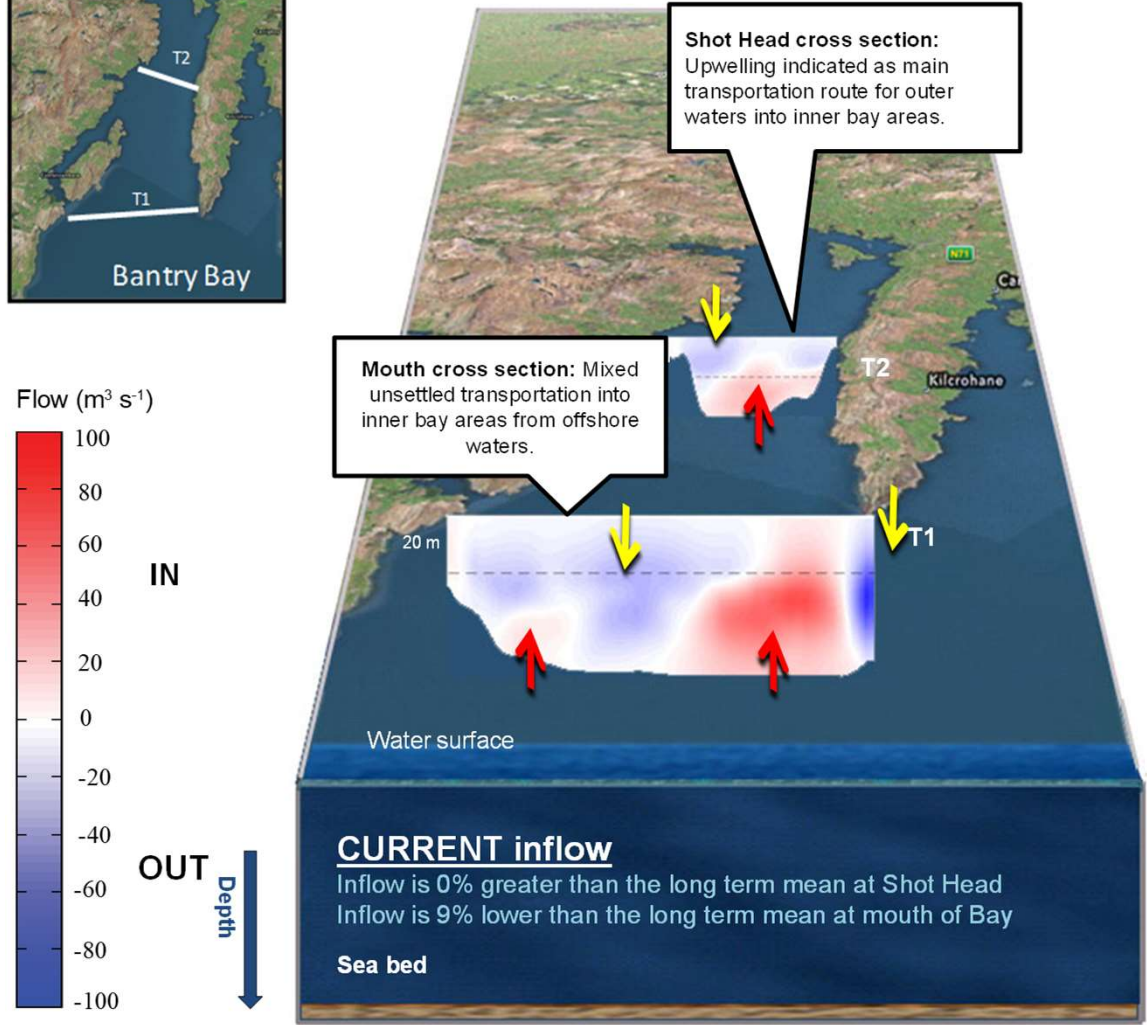 T2
T1
Bantry Bay
Shot Head cross section:
Upwelling indicated as main
transportation route for outer
waters into inner bay areas.
N71
T2
Kilcrohane
Mouth cross section: Mixed
unsettled transportation into
inner bay areas from offshore
waters.
Flow (m³ s⁻¹)
100
80
60
40
20
0
-20
-40
-60
-80
-100
IN
OUT
Depth
20 m
T1
Water surface
CURRENT inflow
Inflow is 0% greater than the long term mean at Shot Head
Inflow is 9% lower than the long term mean at mouth of Bay
Sea bed